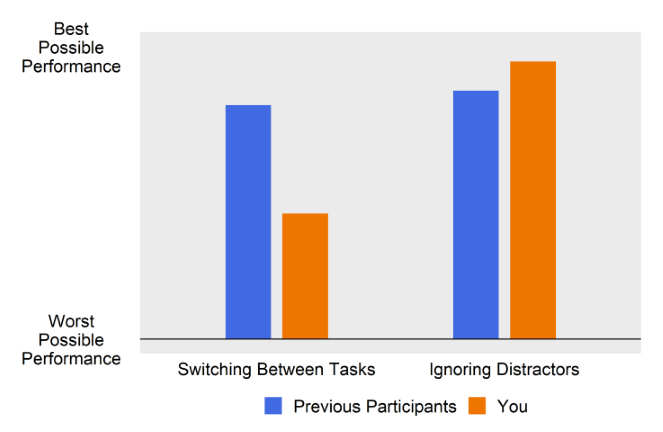 Best
Possible
Performance
Worst
Possible
Performance
Switching Between Tasks
Ignoring Distractors
Previous Participants
You